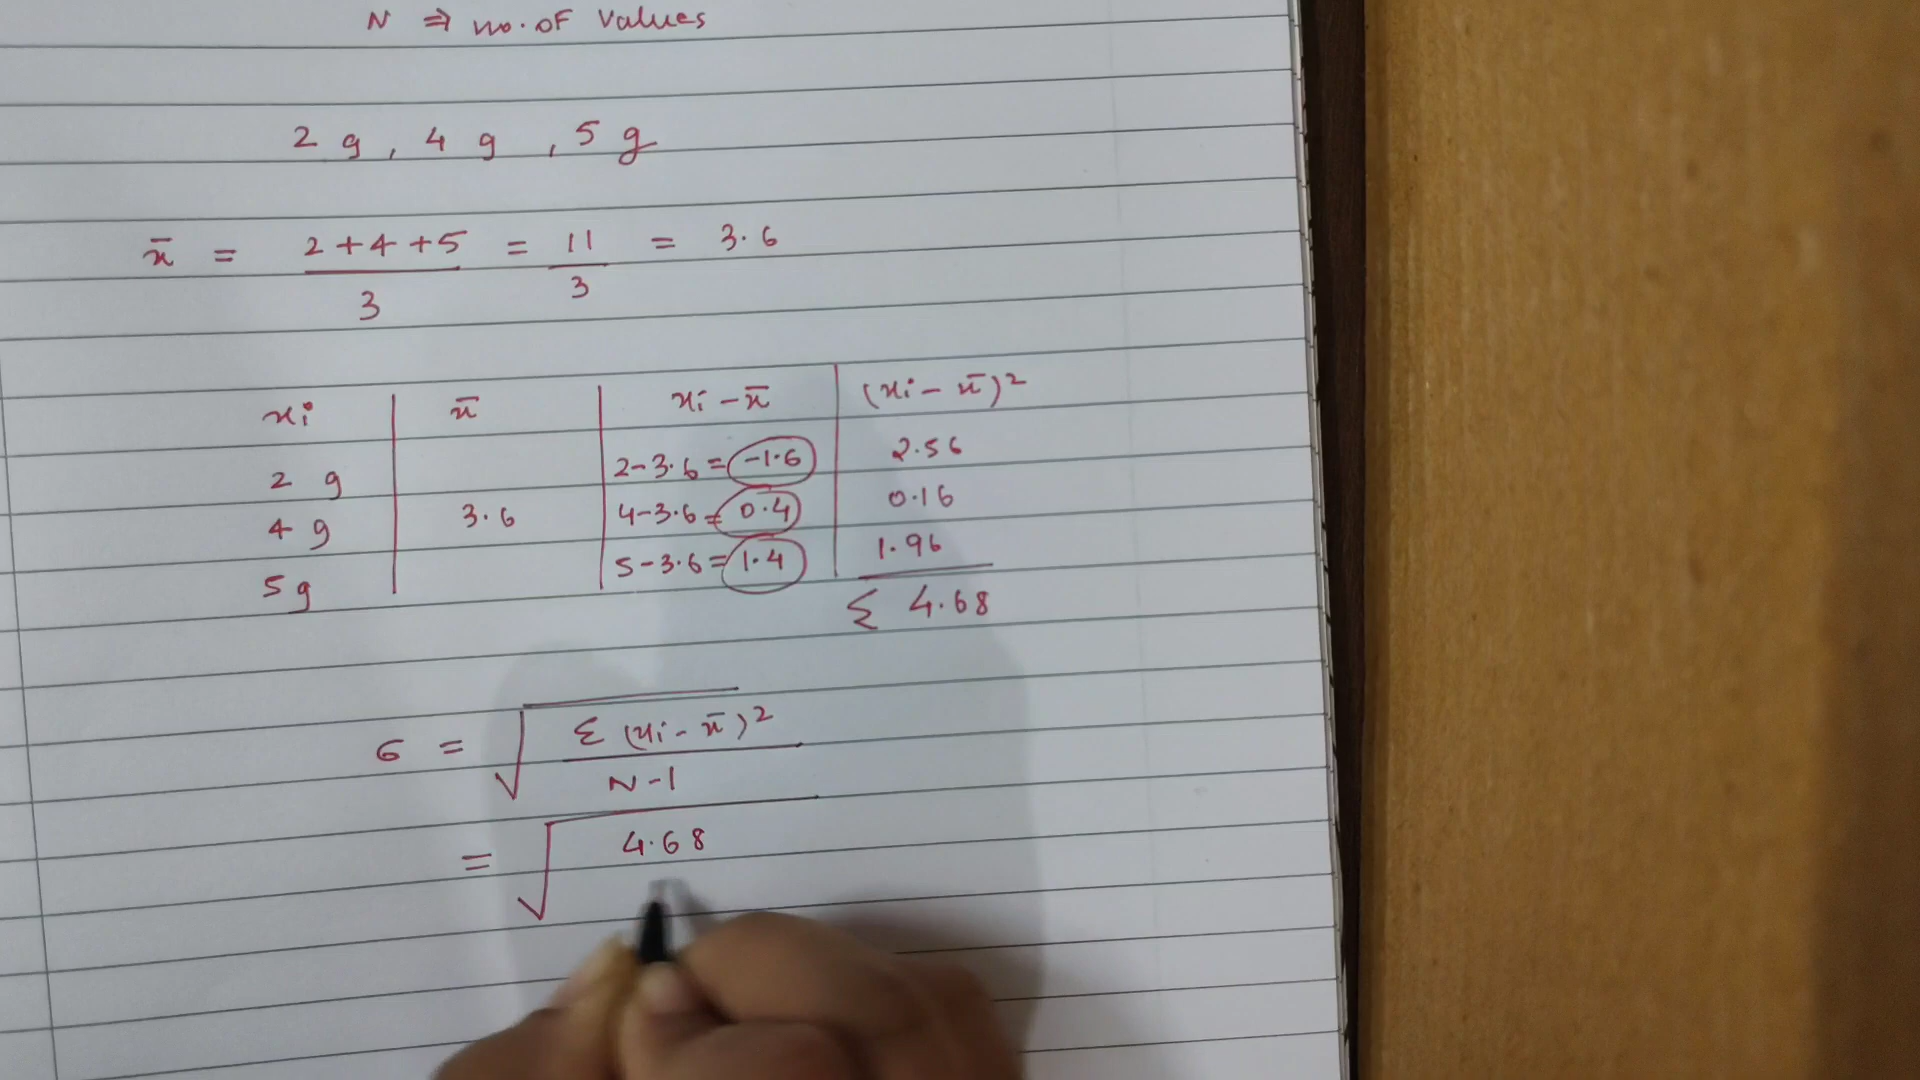 N ⇒ no. of values
2 g, 4 g, 5 g
x̄ = 2+4+5/3 = 11/3 = 3.6
xi | x̄ | xi - x̄ | (xi - x̄)²
2 g | | 2-3.6 = -1.6 | 2.56
4 g | 3.6 | 4-3.6 = 0.4 | 0.16
5 g | | 5-3.6 = 1.4 | 1.96
Σ 4.68
σ = √(Σ(xi - x̄)²/N-1)
= √4.68